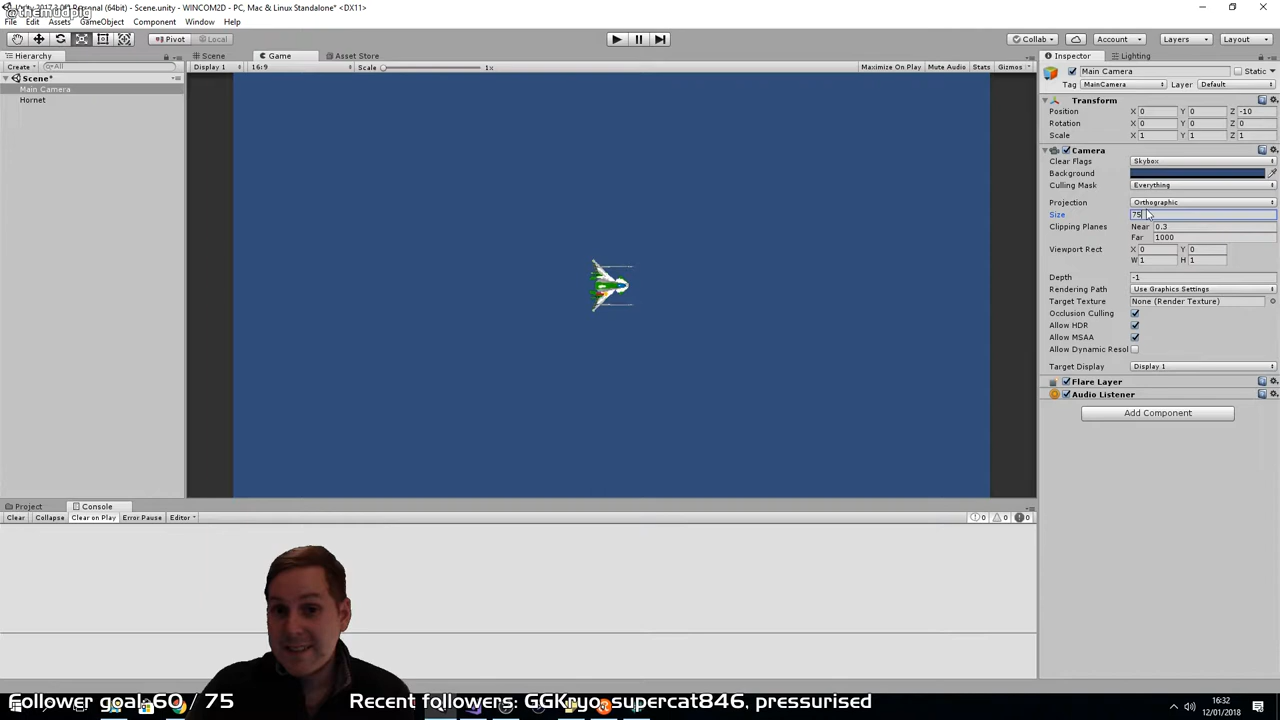 Unity 2017.3.0f3 Personal (64bit) - Scene.unity - WINCOM2D - PC, Mac & Linux Standalone* <DX11>
@themudpig
File Edit Assets GameObject Component Window Help
Pivot Local Collab Account Layers Layout
Hierarchy Scene Game Asset Store Inspector Lighting
Create All Display 1 16:9 Scale 1x Maximize On Play Mute Audio Stats Gizmos
Main Camera Static
Scene*
Tag MainCamera Layer Default
Main Camera
Hornet
Transform
Position X 0 Y 0 Z -10
Rotation X 0 Y 0 Z 0
Scale X 1 Y 1 Z 1
Camera
Clear Flags Skybox
Background
Culling Mask Everything
Projection Orthographic
Size 75
Clipping Planes Near 0.3
Far 1000
Viewport Rect X 0 Y 0
W 1 H 1
Depth -1
Rendering Path Use Graphics Settings
Target Texture None (Render Texture)
Occlusion Culling
Allow HDR
Allow MSAA
Allow Dynamic Resol
Target Display Display 1
Flare Layer
Audio Listener
Add Component
Project Console
Clear Collapse Clear on Play Error Pause Editor 0 0 0
Follower goal: 60 / 75 Recent followers: GGKryo, supercat846, pressurised
16:32
12/01/2018